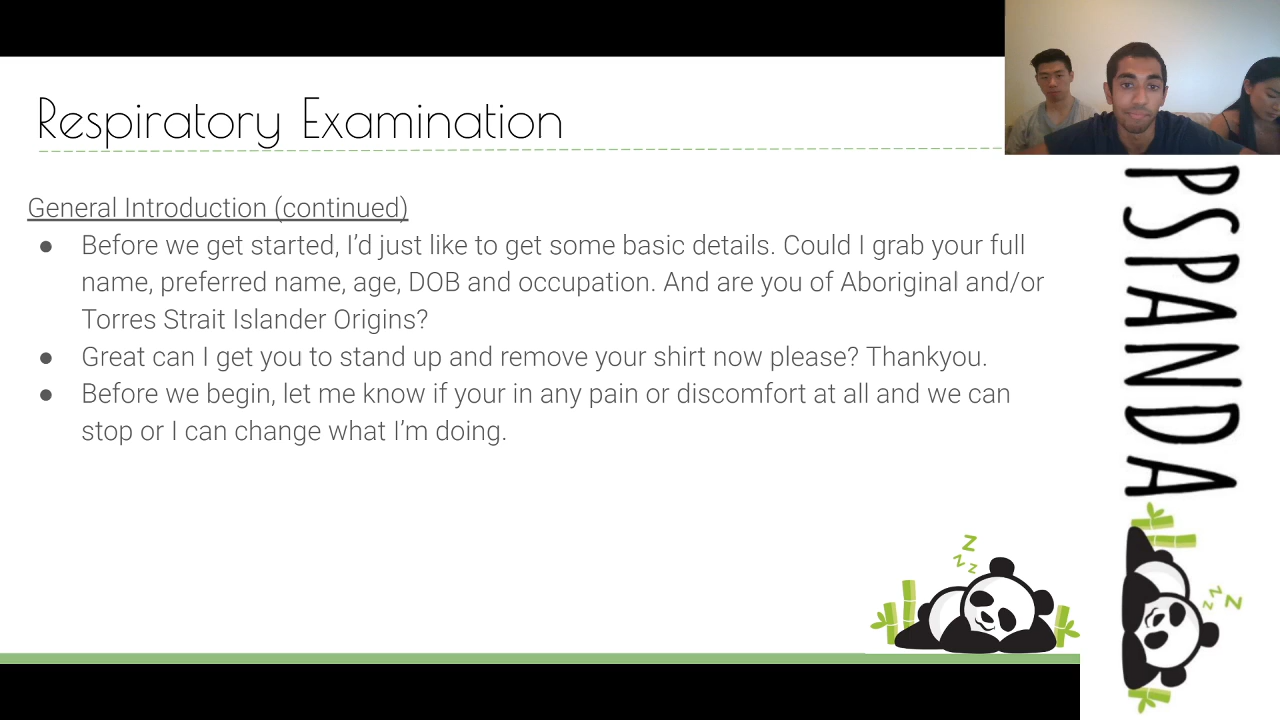 Respiratory Examination
General Introduction (continued)
● Before we get started, I'd just like to get some basic details. Could I grab your full
name, preferred name, age, DOB and occupation. And are you of Aboriginal and/or
Torres Strait Islander Origins?
● Great can I get you to stand up and remove your shirt now please? Thankyou.
● Before we begin, let me know if your in any pain or discomfort at all and we can
stop or I can change what I'm doing.
PSPANDA
Z
Z
Z
Z
Z
Z